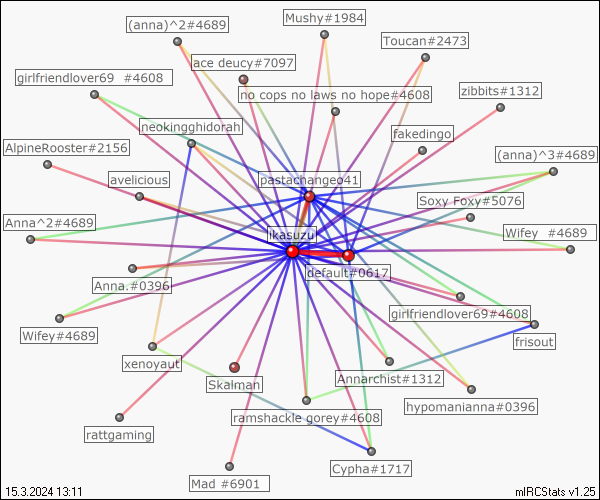 Mushy#1984
(anna)^2#4689
Toucan#2473
ace deucy#7097
girlfriendlover69 #4608
zibbits#1312
no cops no laws no hope#4608
neokingghidorah
fakedingo
AlpineRooster#2156
(anna)^3#4689
avelicious
pastachangeo41
Soxy Foxy#5076
Anna^2#4689
ikasuzu
Wifey #4689
default#0617
Anna.#0396
girlfriendlover69#4608
Wifey#4689
frisout
xenoyaut
Annarchist#1312
Skalman
hypomanianna#0396
ramshackle gorey#4608
rattgaming
Cypha#1717
Mad #6901
15.3.2024 13:11
mIRCStats v1.25